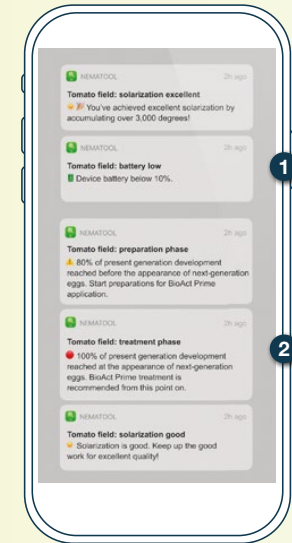 NEMATOOL 2h ago
Tomato field: solarization excellent
You've achieved excellent solarization by
accumulating over 3,000 degrees!
NEMATOOL 2h ago
Tomato field: battery low
Device battery below 10%.
1
NEMATOOL 2h ago
Tomato field: preparation phase
80% of present generation development
reached before the appearance of next-generation
eggs. Start preparations for BioAct Prime
application.
NEMATOOL 2h ago
Tomato field: treatment phase
100% of present generation development
reached at the appearance of next-generation
eggs. BioAct Prime treatment is
recommended from this point on.
2
NEMATOOL 2h ago
Tomato field: solarization good
Solarization is good. Keep up the good
work for excellent quality!